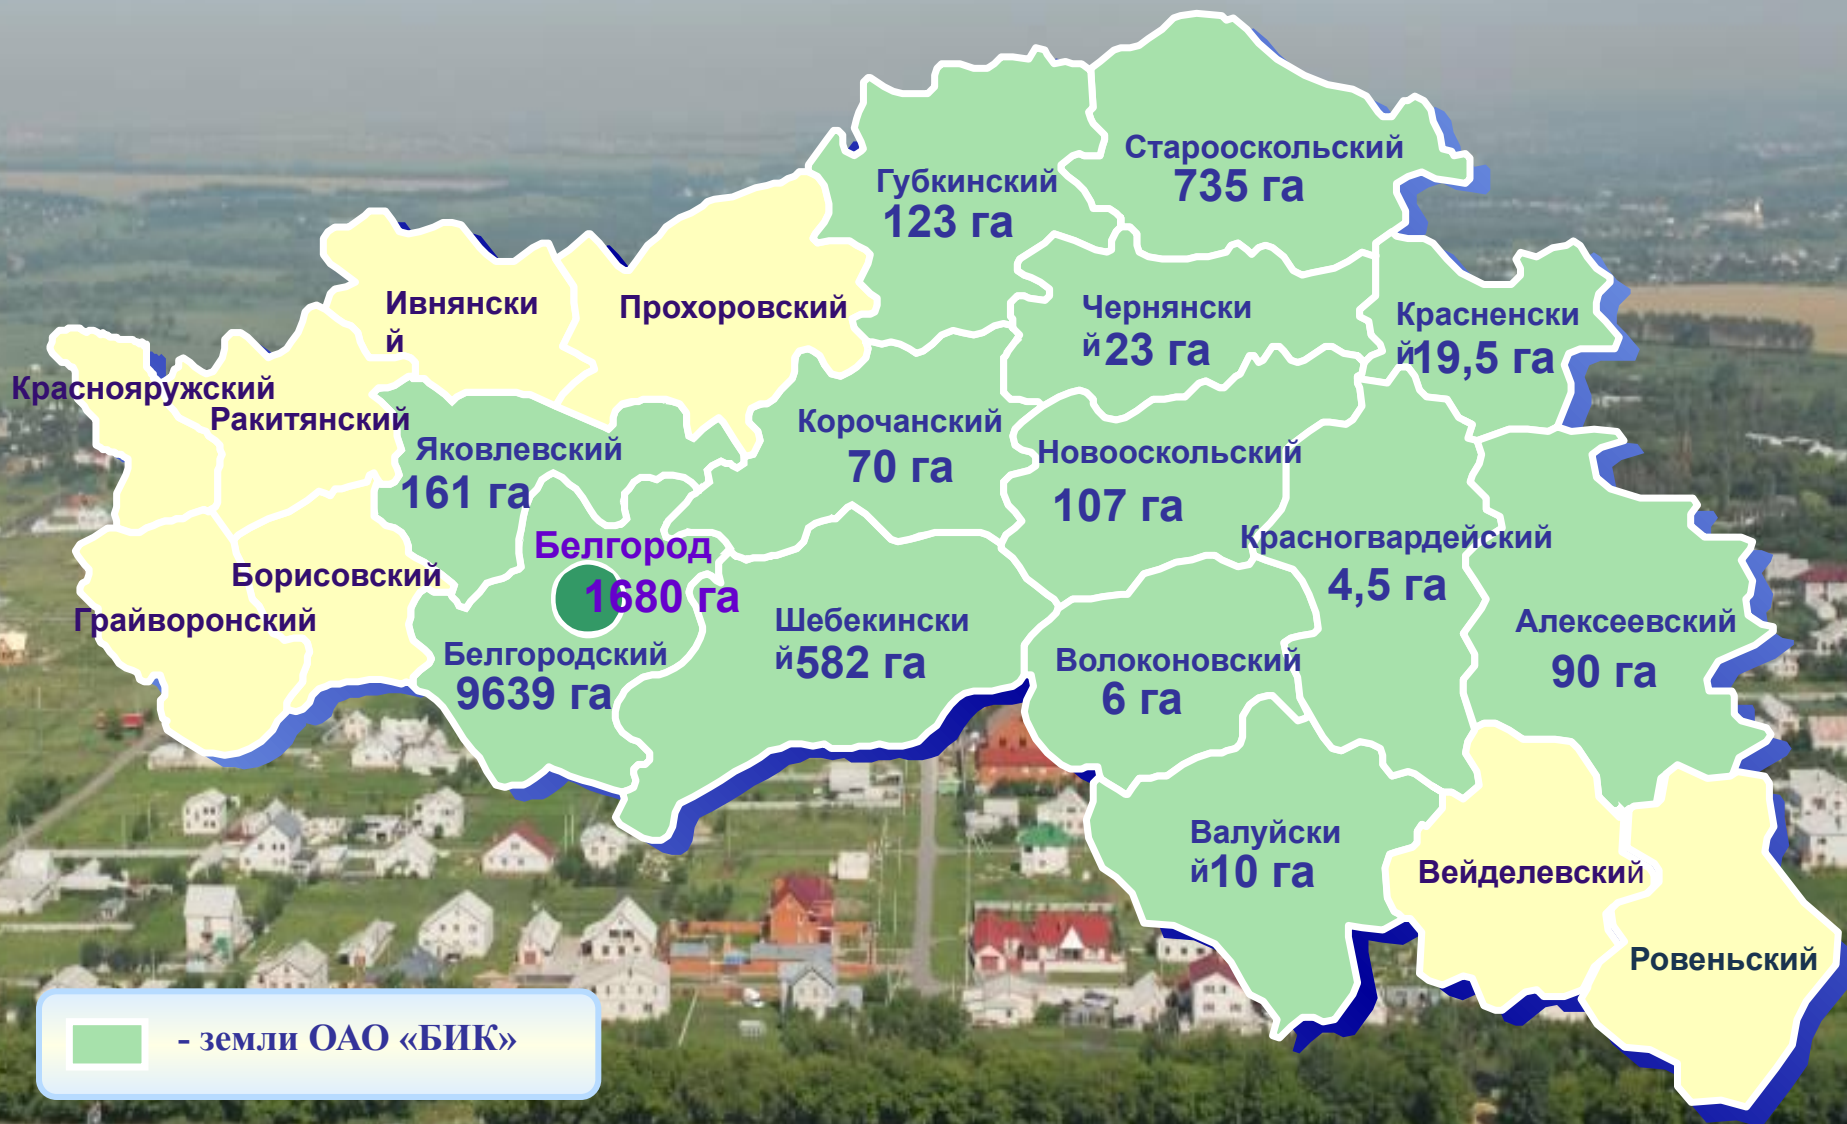 Старооскольский
735 га
Губкинский
123 га
Ивнянски
й
Прохоровский
Чернянски
й23 га
Красненски
й19,5 га
Краснояружский
Ракитянский
Яковлевский
161 га
Корочанский
70 га
Новооскольский
107 га
Белгород
1680 га
Красногвардейский
4,5 га
Борисовский
Грайворонский
Белгородский
9639 га
Шебекински
й582 га
Волоконовский
6 га
Алексеевский
90 га
Валуйски
й10 га
Вейделевский
Ровеньский
- земли ОАО «БИК»